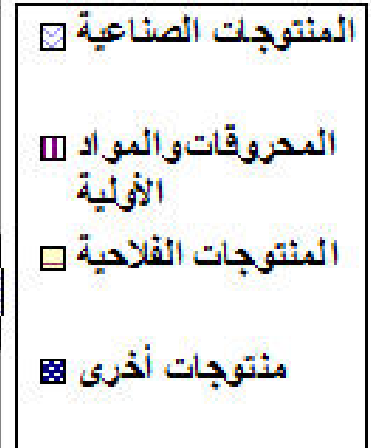 المنتوجات الصناعية
المحروقات والمواد
الأولية
المنتوجات الفلاحية
منتوجات أخرى